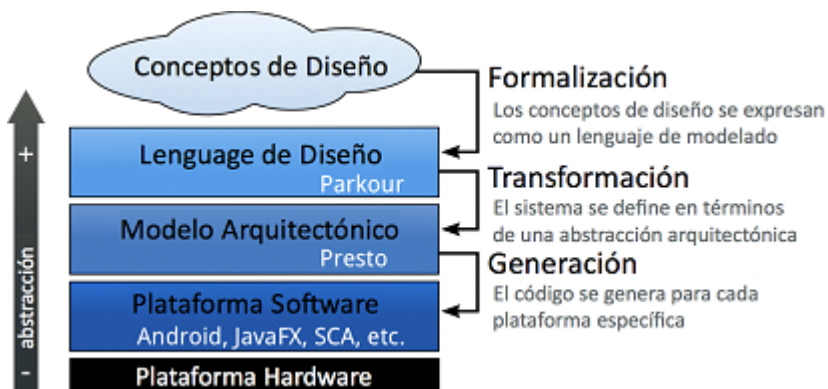 Conceptos de Diseño
Formalización
Los conceptos de diseño se expresan
como un lenguaje de modelado
+
Lenguage de Diseño
Parkour
Transformación
El sistema se define en términos
de una abstracción arquitectónica
Modelo Arquitectónico
Presto
Generación
El código se genera para cada
plataforma específica
Plataforma Software
Android, JavaFX, SCA, etc.
abstracción
-
Plataforma Hardware